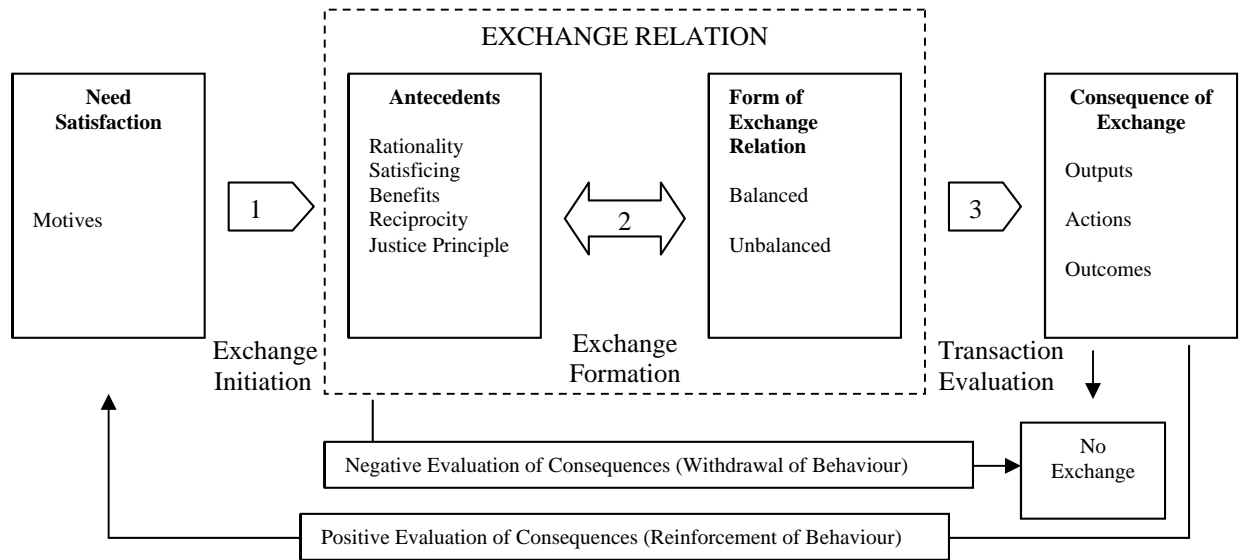 EXCHANGE RELATION
Need
Satisfaction
Motives
1
Exchange
Initiation
Antecedents
Rationality
Satisficing
Benefits
Reciprocity
Justice Principle
2
Exchange
Formation
Form of
Exchange
Relation
Balanced
Unbalanced
3
Transaction
Evaluation
Consequence of
Exchange
Outputs
Actions
Outcomes
No
Exchange
Negative Evaluation of Consequences (Withdrawal of Behaviour)
Positive Evaluation of Consequences (Reinforcement of Behaviour)